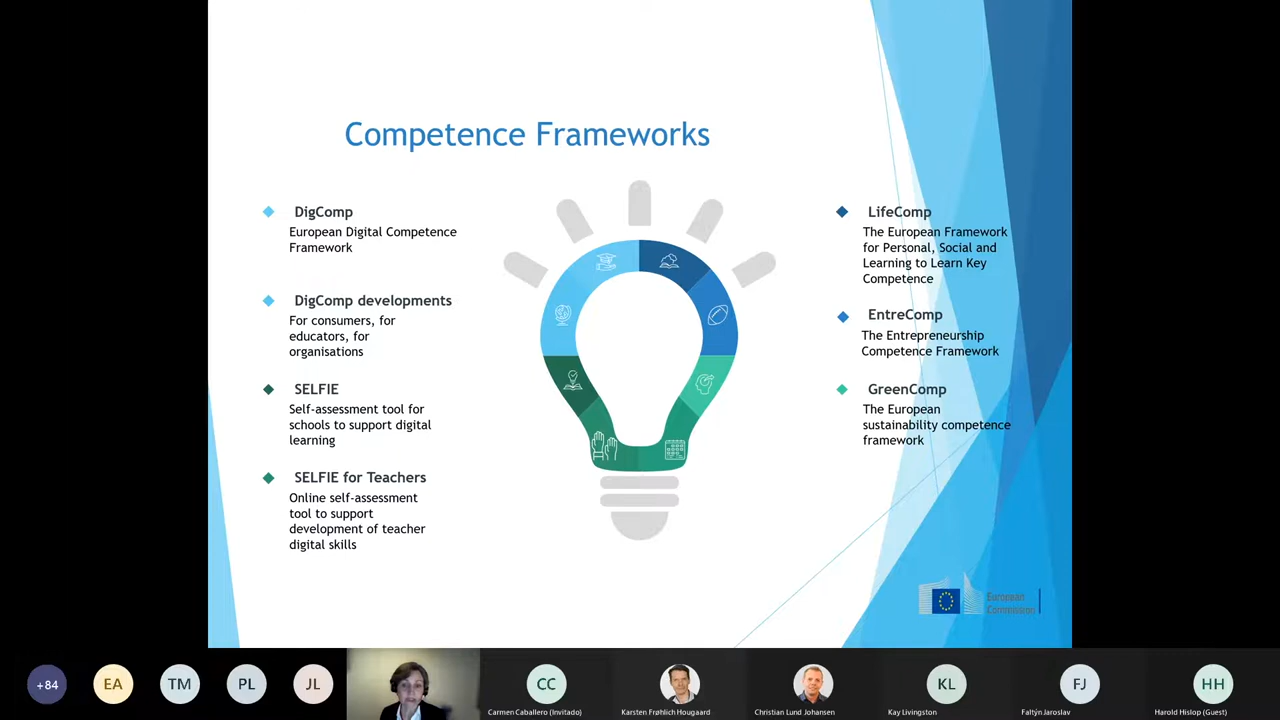 Competence Frameworks
DigComp
European Digital Competence
Framework
DigComp developments
For consumers, for
educators, for
organisations
SELFIE
Self-assessment tool for
schools to support digital
learning
SELFIE for Teachers
Online self-assessment
tool to support
development of teacher
digital skills
LifeComp
The European Framework
for Personal, Social and
Learning to Learn Key
Competence
EntreComp
The Entrepreneurship
Competence Framework
GreenComp
The European
sustainability competence
framework
European
Commission
+84
EA
TM
PL
JL
CC
Carmen Caballero (Invitado)
Karsten Frøhlich Hougaard
Christian Lund Johansen
KL
Kay Livingston
FJ
Faltýn Jaroslav
HH
Harold Hislop (Guest)